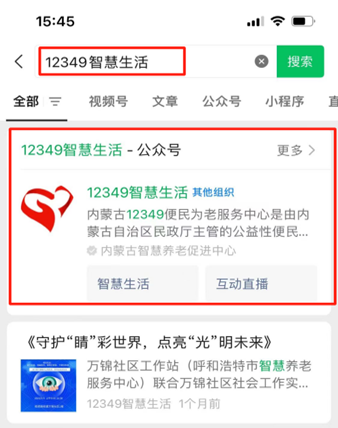 15:45
12349智慧生活
搜索
全部
视频号
文章
公众号
小程序
12349智慧生活 - 公众号
更多
12349智慧生活 其他组织
内蒙古12349便民为老服务中心是由内
蒙古自治区民政厅主管的公益性便民...
内蒙古智慧养老促进中心
智慧生活
互动直播
《守护“睛”彩世界，点亮“光”明未来》
万锦社区工作站（呼和浩特市智慧养老
服务中心）联合万锦社区社会工作实...
12349智慧生活 1个月前